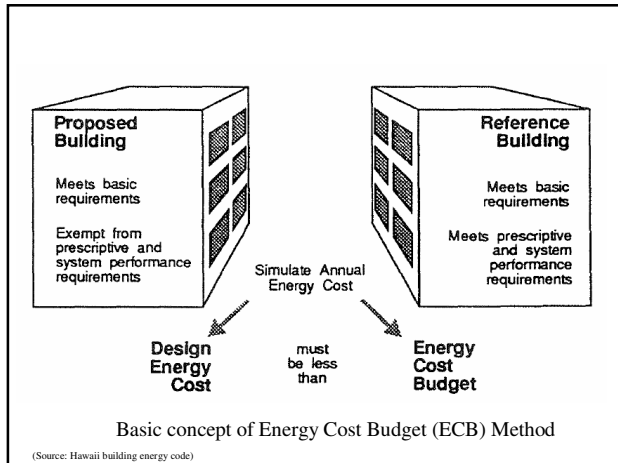 Proposed
Building
Meets basic
requirements
Exempt from
prescriptive and
system performance
requirements
Reference
Building
Meets basic
requirements
Meets prescriptive
and system
performance
requirements
Simulate Annual
Energy Cost
Design
Energy
Cost
must
be less
than
Energy
Cost
Budget
Basic concept of Energy Cost Budget (ECB) Method
(Source: Hawaii building energy code)